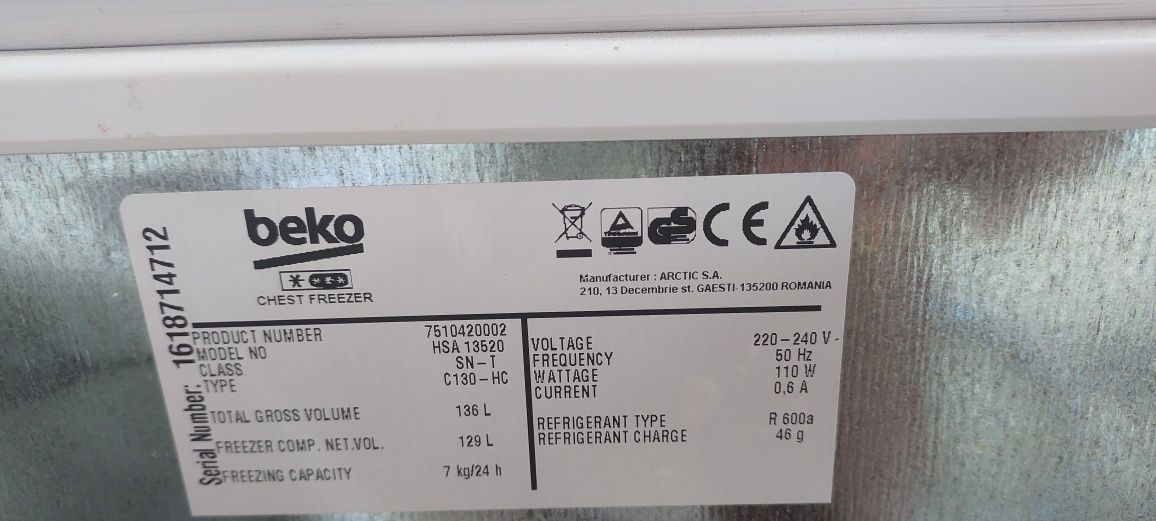 beko
CHEST FREEZER
Manufacturer : ARCTIC S.A.
210, 13 Decembrie st. GAESTI-135200 ROMANIA
Serial Number: 1618714712
PRODUCT NUMBER 7510420002
MODEL NO HSA 13520
CLASS SN-T
TYPE C130-HC
TOTAL GROSS VOLUME 136 L
FREEZER COMP. NET.VOL. 129 L
FREEZING CAPACITY 7 kg/24 h
VOLTAGE 220-240 V-
FREQUENCY 50 Hz
WATTAGE 110 W
CURRENT 0,6 A
REFRIGERANT TYPE R 600a
REFRIGERANT CHARGE 46 g